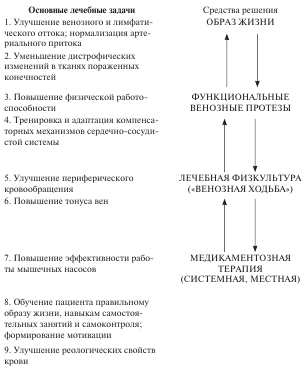 Основные лечебные задачи
1. Улучшение венозного и лимфати-
ческого оттока; нормализация арте-
риального притока
2. Уменьшение дистрофических
изменений в тканях пораженных
конечностей
3. Повышение физической работо-
способности
4. Тренировка и адаптация компенса-
торных механизмов сердечно-сосуди-
стой системы
5. Улучшение периферического
кровообращения
6. Повышение тонуса вен
7. Повышение эффективности рабо-
ты мышечных насосов
8. Обучение пациента правильному
образу жизни, навыкам самостоя-
тельных занятий и самоконтроля;
формирование мотивации
9. Улучшение реологических свойств
крови
Средства решения
ОБРАЗ ЖИЗНИ
ФУНКЦИОНАЛЬНЫЕ
ВЕНОЗНЫЕ ПРОТЕЗЫ
ЛЕЧЕБНАЯ ФИЗКУЛЬТУРА
(«ВЕНОЗНАЯ ХОДЬБА»)
МЕДИКАМЕНТОЗНАЯ
ТЕРАПИЯ
(СИСТЕМНАЯ, МЕСТНАЯ)